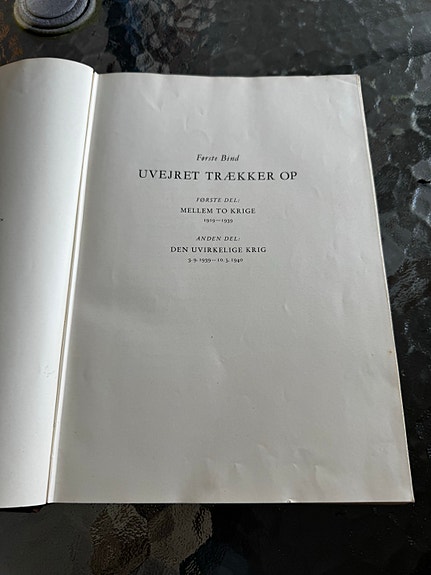 Første Bind
UVEJRET TRÆKKER OP
FØRSTE DEL:
MELLEM TO KRIGE
1919—1939
ANDEN DEL:
DEN UVIRKELIGE KRIG
3. 9. 1939—10. 5. 1940